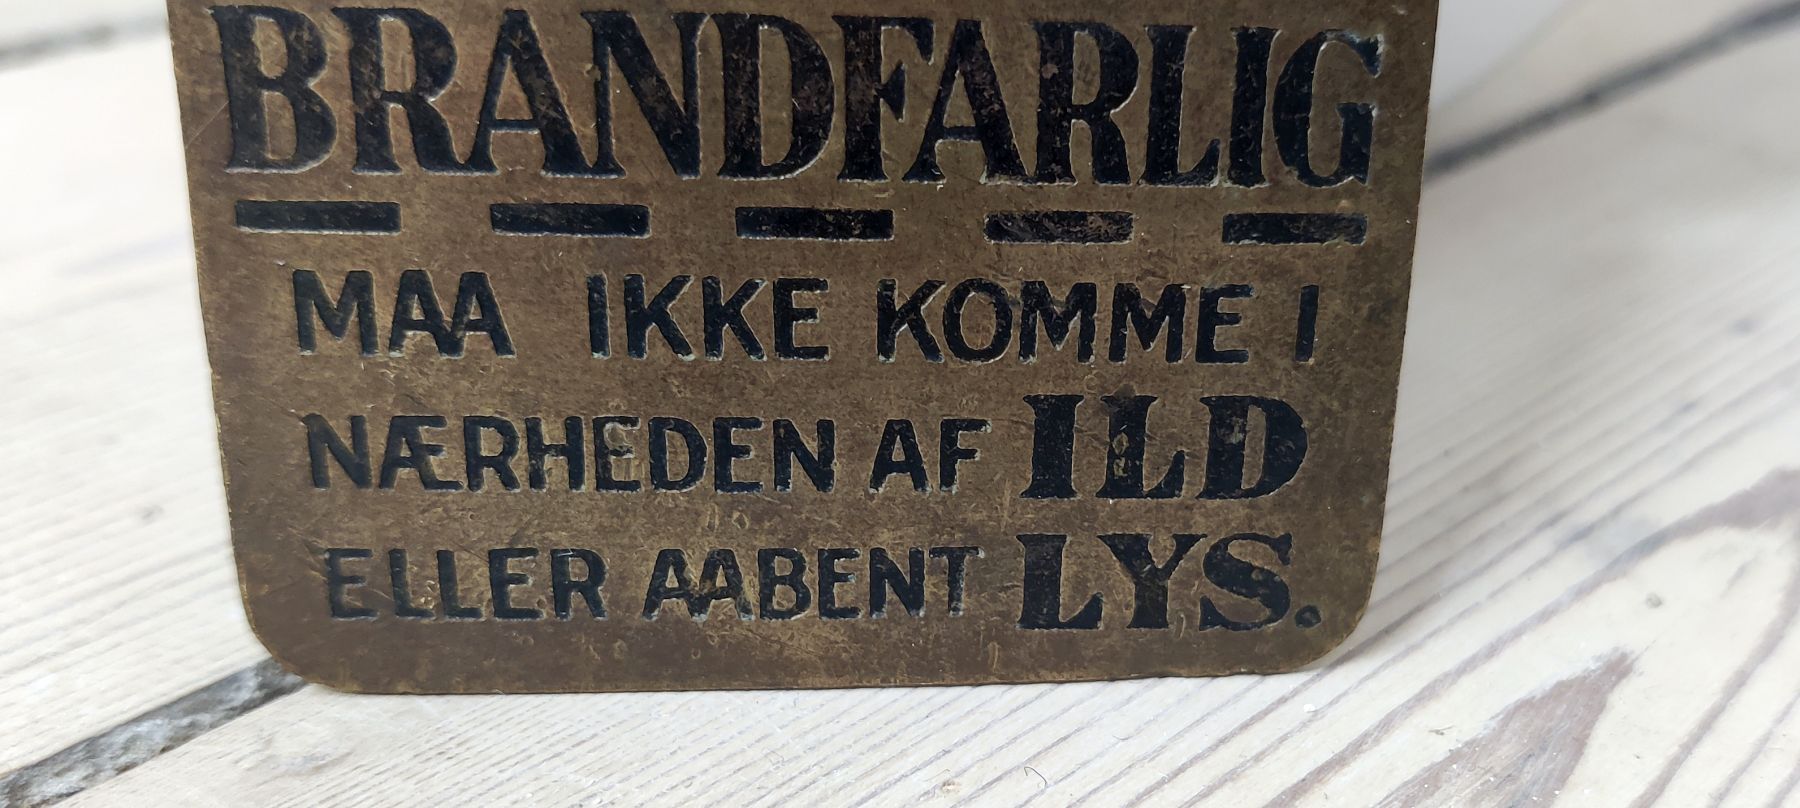 BRANDFARLIG
MAA IKKE KOMME I
NÆRHEDEN AF ILD
ELLER AABENT LYS.